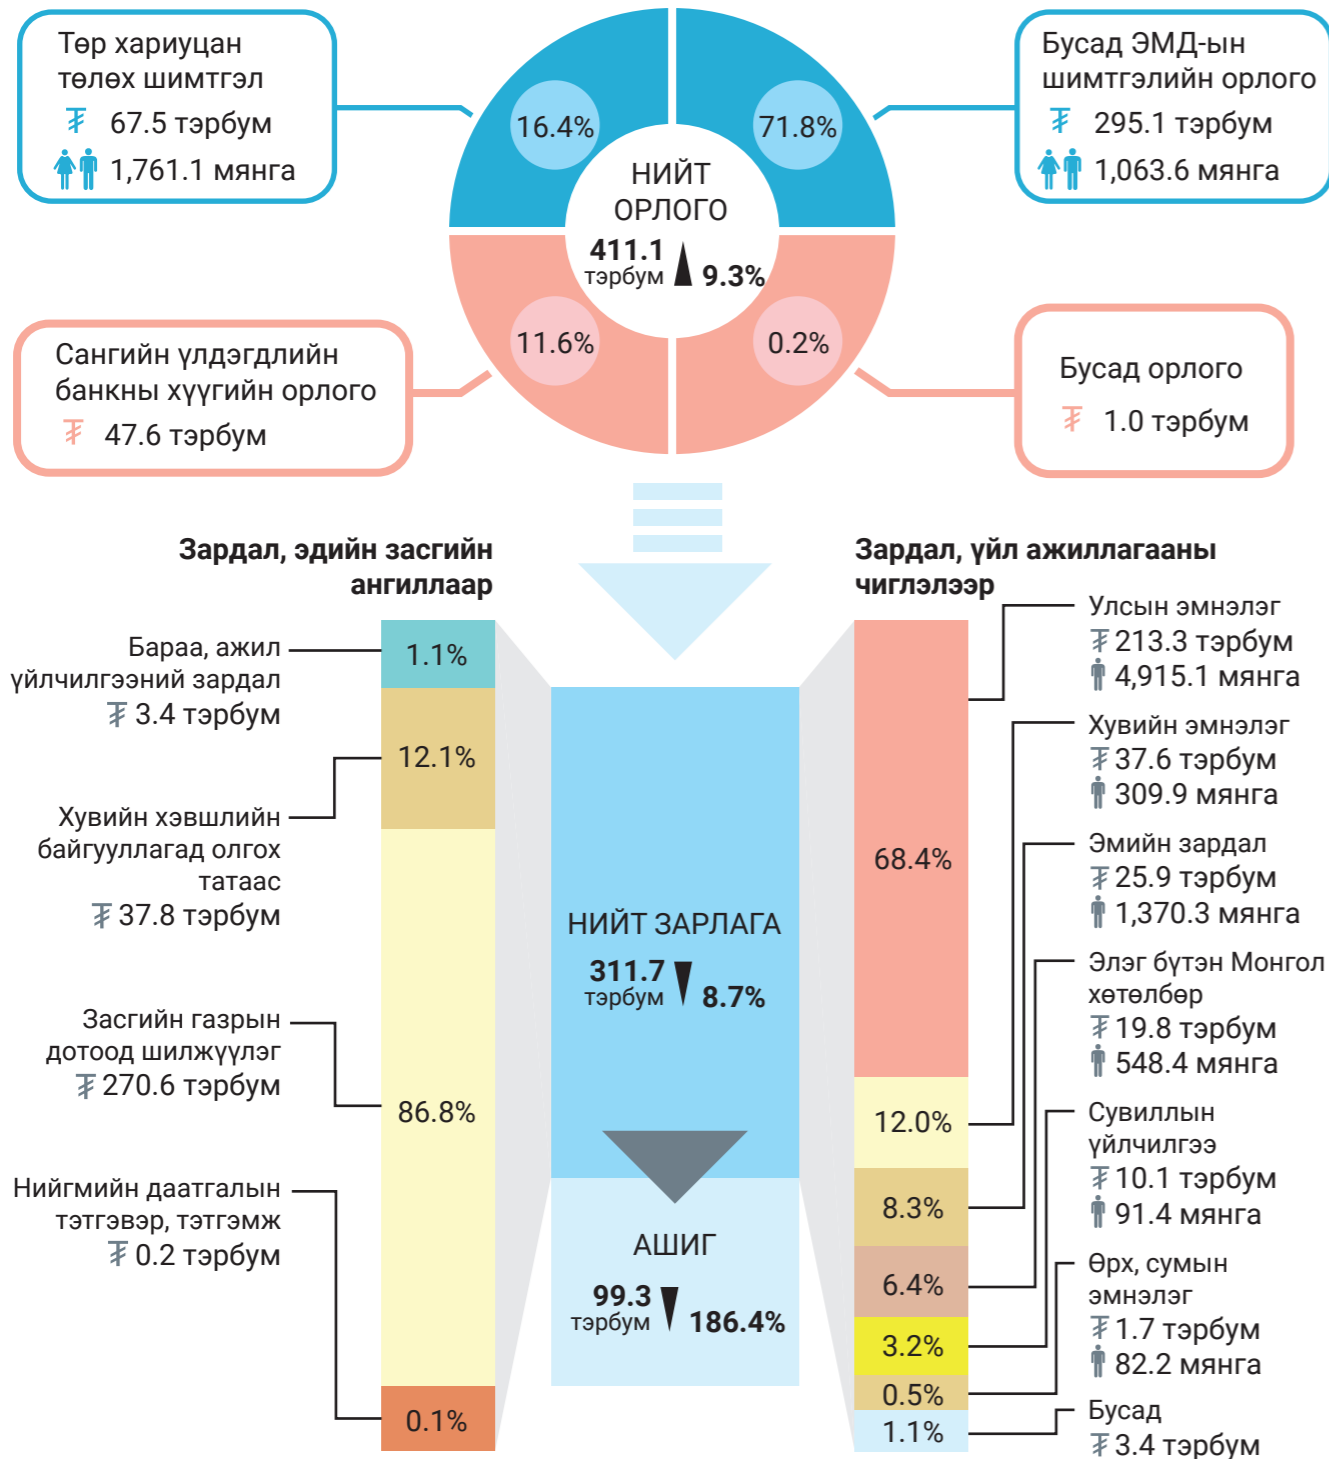 Төр хариуцан
төлөх шимтгэл
₮ 67.5 тэрбум
1,761.1 мянга
16.4%
71.8%
Бусад ЭМД-ын
шимтгэлийн орлого
₮ 295.1 тэрбум
1,063.6 мянга
НИЙТ
ОРЛОГО
411.1
тэрбум
9.3%
Сангийн үлдэгдлийн
банкны хүүгийн орлого
₮ 47.6 тэрбум
11.6%
0.2%
Бусад орлого
₮ 1.0 тэрбум
Зардал, эдийн засгийн
ангиллаар
Бараа, ажил
үйлчилгээний зардал
₮ 3.4 тэрбум
Хувийн хэвшлийн
байгууллагад олгох
татаас
₮ 37.8 тэрбум
Засгийн газрын
дотоод шилжүүлэг
₮ 270.6 тэрбум
Нийгмийн даатгалын
тэтгэвэр, тэтгэмж
₮ 0.2 тэрбум
1.1%
12.1%
86.8%
0.1%
НИЙТ ЗАРЛАГА
311.7
тэрбум
8.7%
АШИГ
99.3
тэрбум
186.4%
Зардал, үйл ажиллагааны
чиглэлээр
68.4%
12.0%
8.3%
6.4%
3.2%
0.5%
1.1%
Улсын эмнэлэг
₮ 213.3 тэрбум
4,915.1 мянга
Хувийн эмнэлэг
₮ 37.6 тэрбум
309.9 мянга
Эмийн зардал
₮ 25.9 тэрбум
1,370.3 мянга
Элэг бүтэн Монгол
хөтөлбөр
₮ 19.8 тэрбум
548.4 мянга
Сувиллын
үйлчилгээ
₮ 10.1 тэрбум
91.4 мянга
Өрх, сумын
эмнэлэг
₮ 1.7 тэрбум
82.2 мянга
Бусад
₮ 3.4 тэрбум